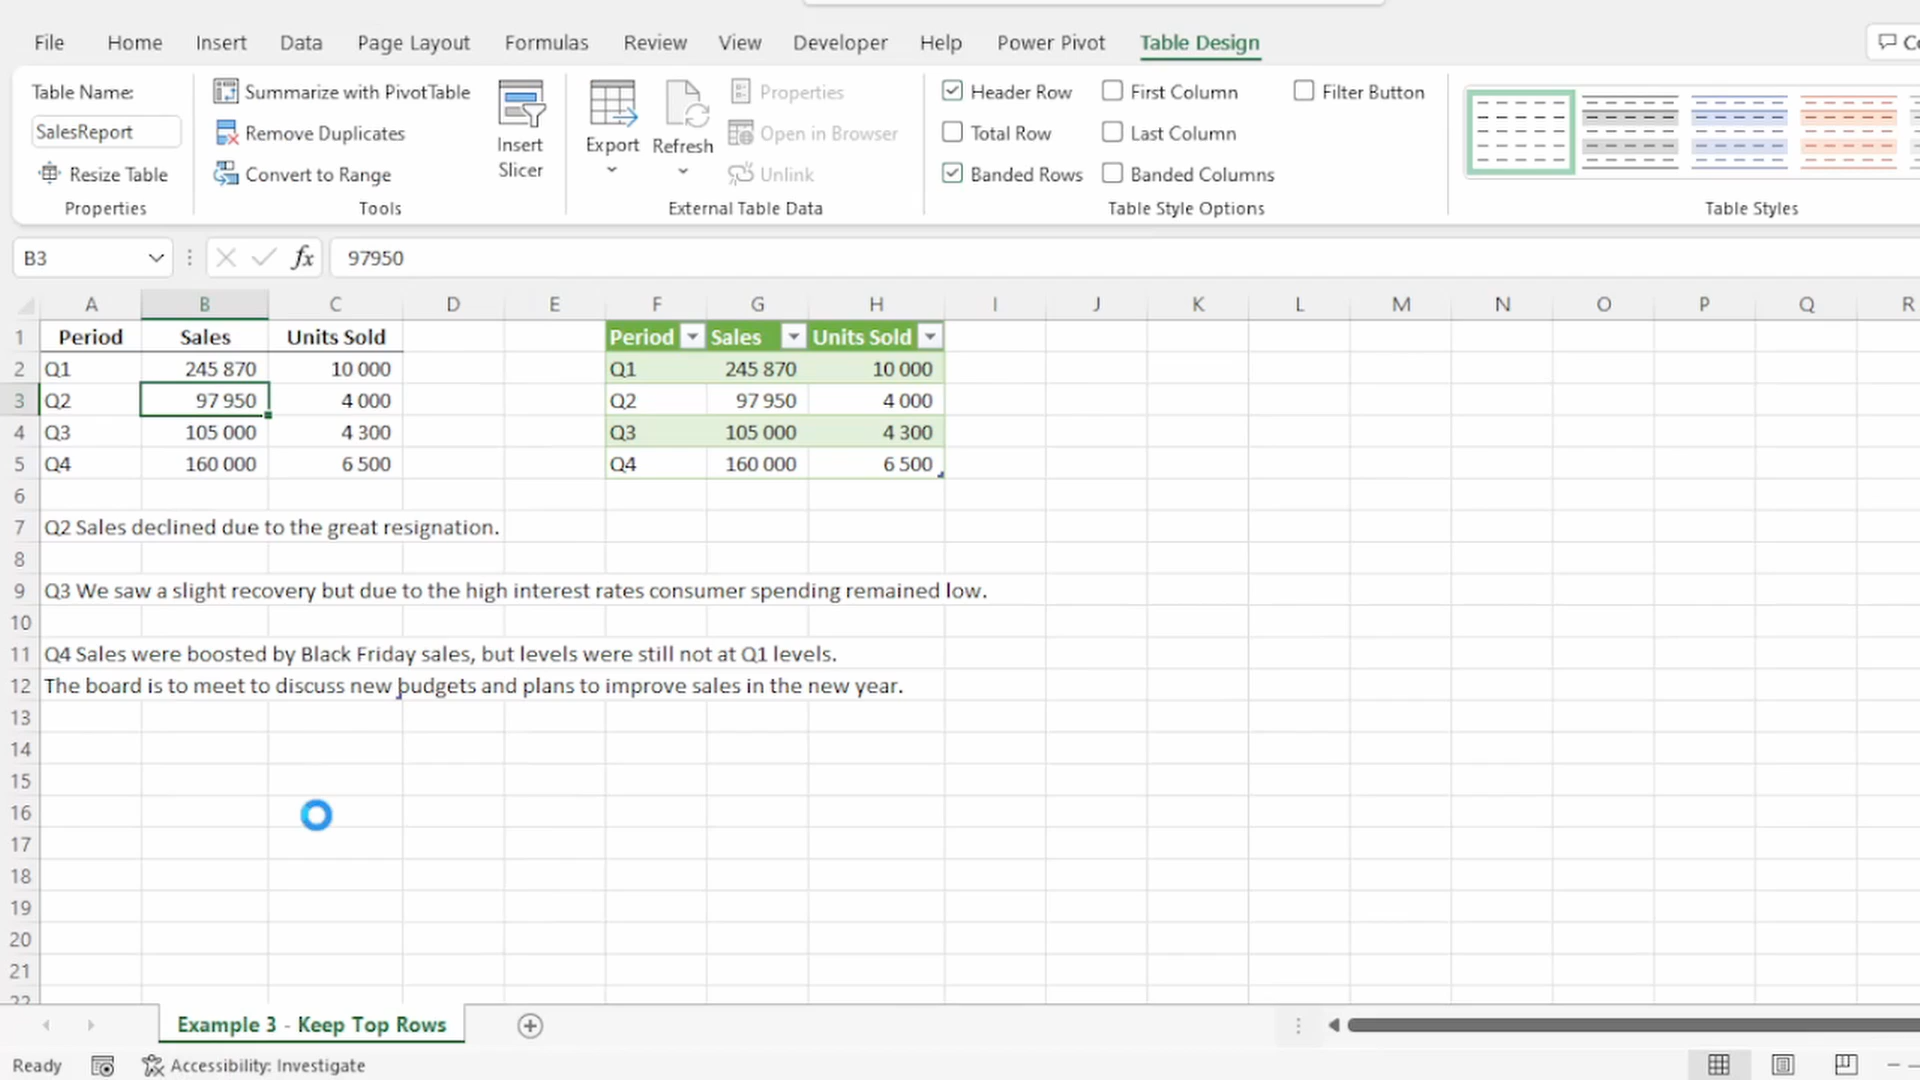 File Home Insert Data Page Layout Formulas Review View Developer Help Power Pivot Table Design
Table Name:
SalesReport
Resize Table
Properties
Summarize with PivotTable
Remove Duplicates
Convert to Range
Tools
Insert
Slicer
Export
Refresh
Properties
Open in Browser
Unlink
External Table Data
Header Row First Column Filter Button
Total Row Last Column
Banded Rows Banded Columns
Table Style Options
Table Styles
B3 fx 97950
A B C D E F G H I J K L M N O P Q R
1 Period Sales Units Sold Period Sales Units Sold
2 Q1 245 870 10 000 Q1 245 870 10 000
3 Q2 97 950 4 000 Q2 97 950 4 000
4 Q3 105 000 4 300 Q3 105 000 4 300
5 Q4 160 000 6 500 Q4 160 000 6 500
6
7 Q2 Sales declined due to the great resignation.
8
9 Q3 We saw a slight recovery but due to the high interest rates consumer spending remained low.
10
11 Q4 Sales were boosted by Black Friday sales, but levels were still not at Q1 levels.
12 The board is to meet to discuss new budgets and plans to improve sales in the new year.
13
14
15
16
17
18
19
20
21
22
Example 3 - Keep Top Rows
Ready Accessibility: Investigate